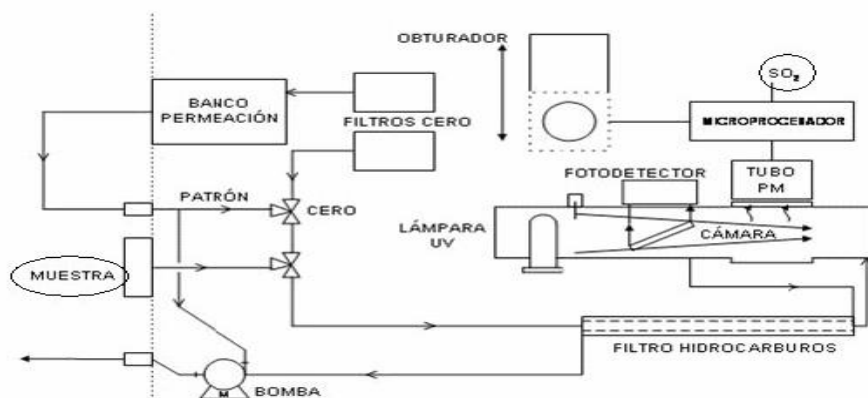 OBTURADOR
SO₂
BANCO
PERMEACIÓN
FILTROS CERO
MICROPROCESADOR
FOTODETECTOR
TUBO
PM
PATRÓN
CERO
LÁMPARA
UV
CÁMARA
MUESTRA
FILTRO HIDROCARBUROS
M
BOMBA